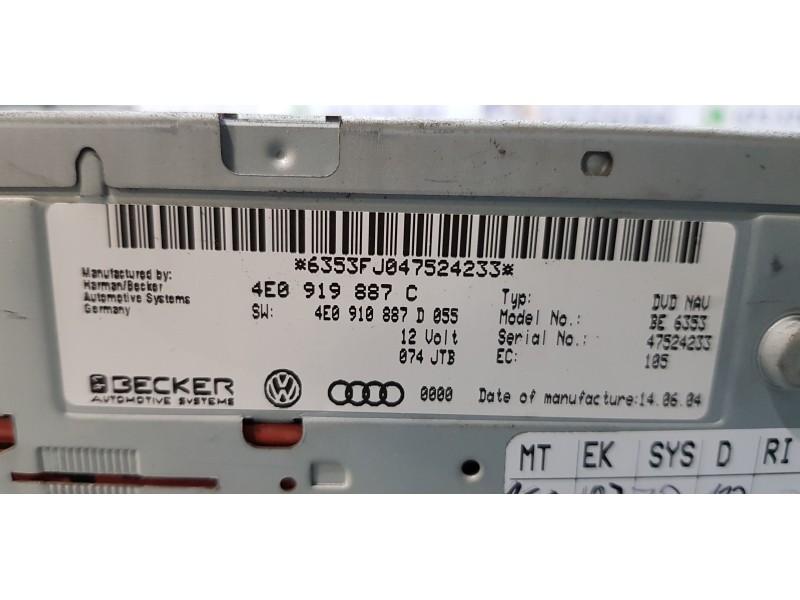 *6353FJ047524233*
Manufactured by:
Harman/Becker
Automotive Systems
Germany
4E0 919 887 C
SW: 4E0 910 887 D 055
12 Volt
074 JTB
Typ: DVD NAV
Model No.: BE 6353
Serial No.: 47524233
EC: 105
BECKER
AUTOMOTIVE SYSTEMS
0000
Date of manufacture:14.06.04
MT EK SYS D RI